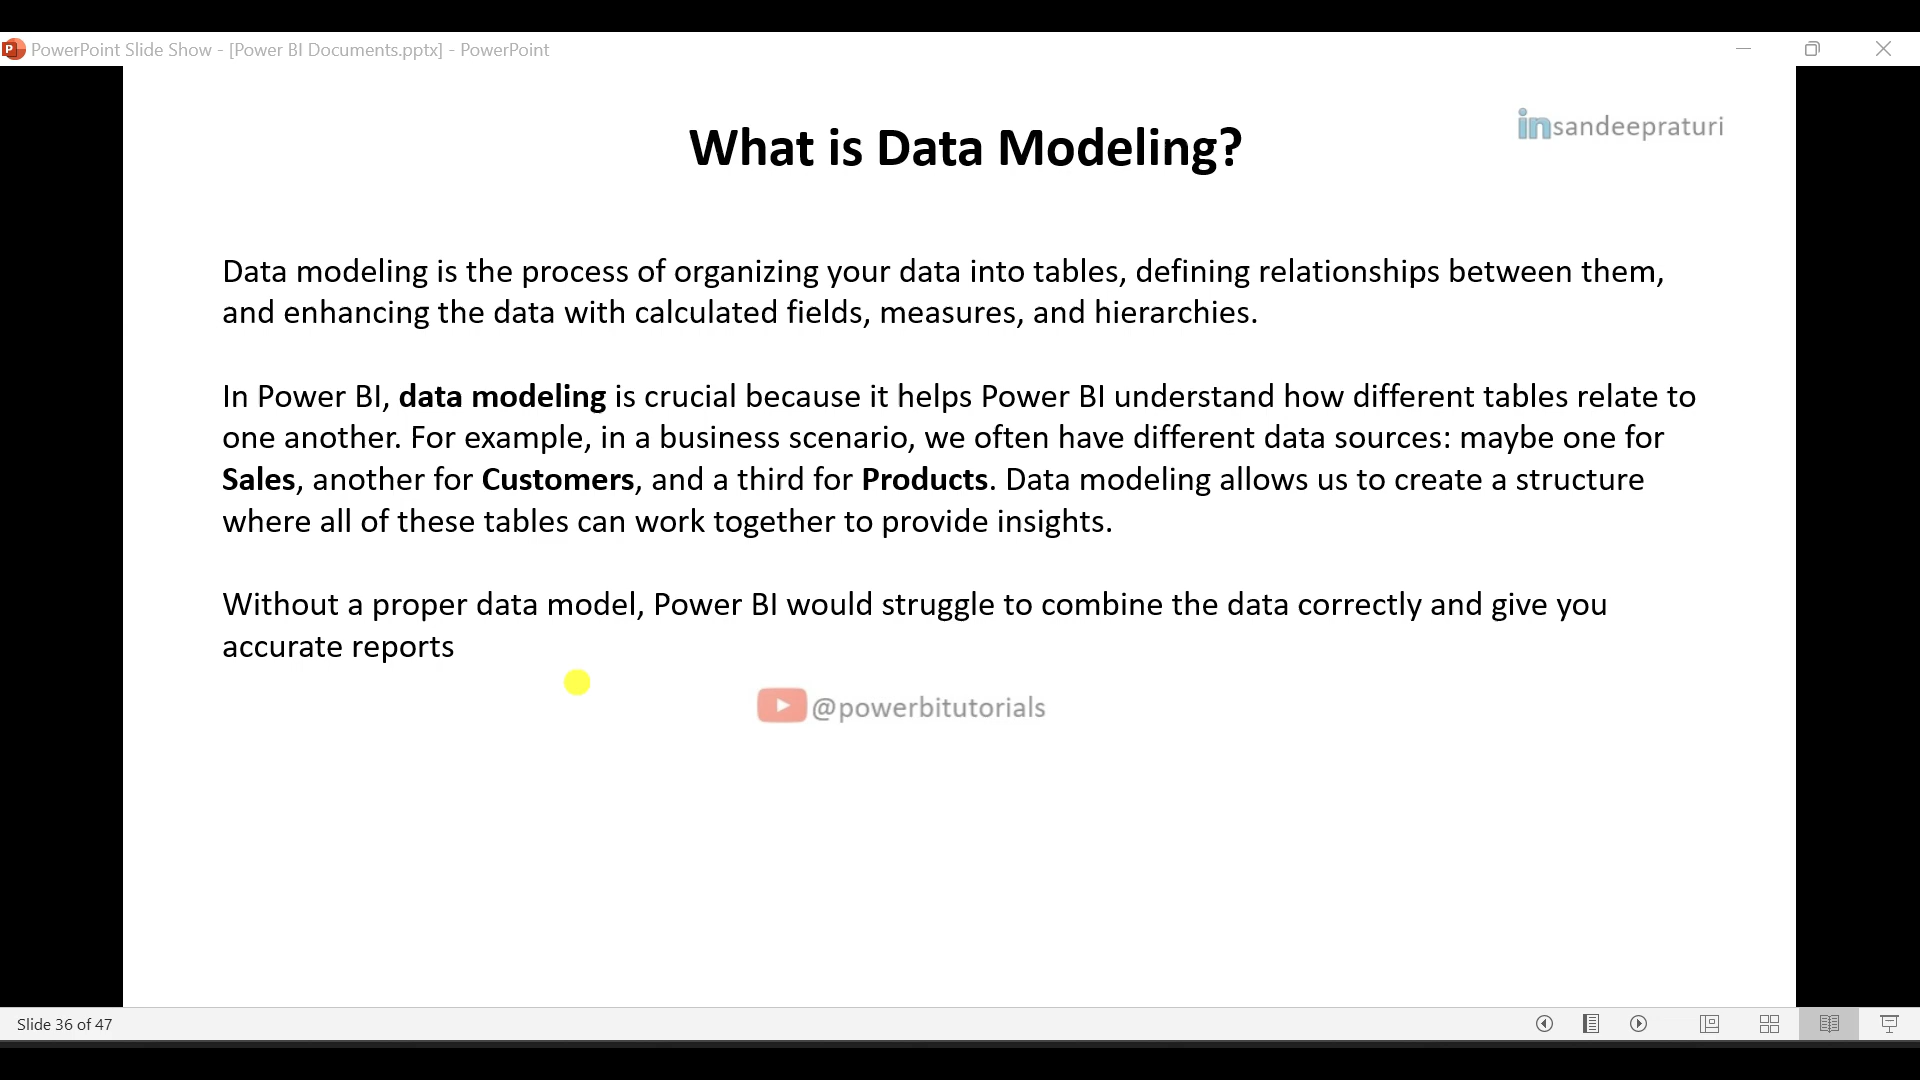 PowerPoint Slide Show - [Power BI Documents.pptx] - PowerPoint
What is Data Modeling?
in sandeepraturi
Data modeling is the process of organizing your data into tables, defining relationships between them,
and enhancing the data with calculated fields, measures, and hierarchies.
In Power BI, data modeling is crucial because it helps Power BI understand how different tables relate to
one another. For example, in a business scenario, we often have different data sources: maybe one for
Sales, another for Customers, and a third for Products. Data modeling allows us to create a structure
where all of these tables can work together to provide insights.
Without a proper data model, Power BI would struggle to combine the data correctly and give you
accurate reports
@powerbitutorials
Slide 36 of 47